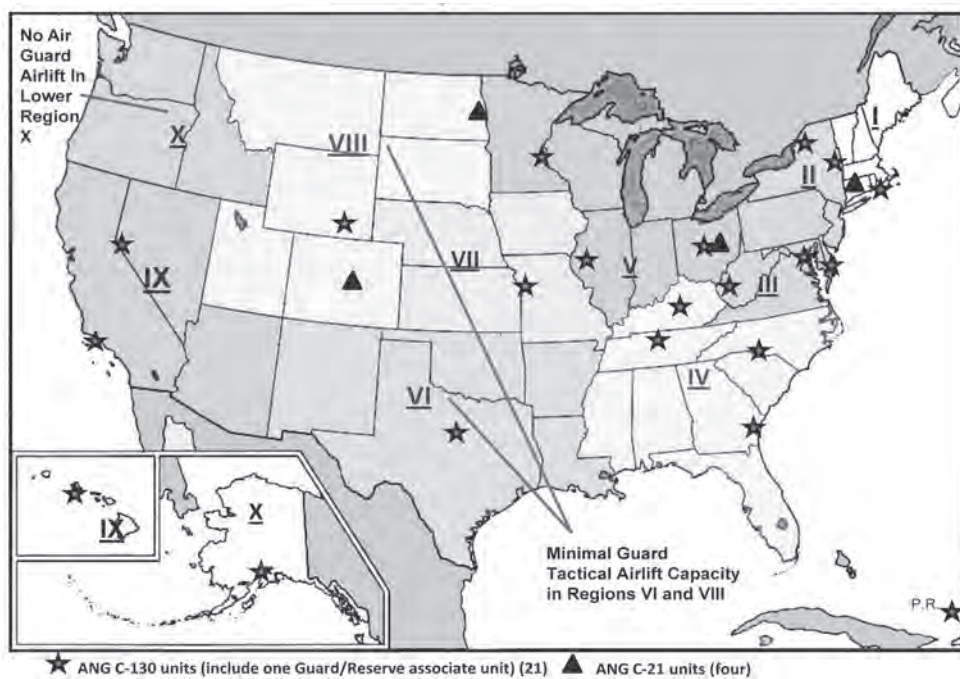 No Air
Guard
Airlift In
Lower
Region
X
X
VIII
I
II
IX
VII
V
III
VI
IV
IX
X
Minimal Guard
Tactical Airlift Capacity
in Regions VI and VIII
P.R.
ANG C-130 units (include one Guard/Reserve associate unit) (21) ANG C-21 units (four)